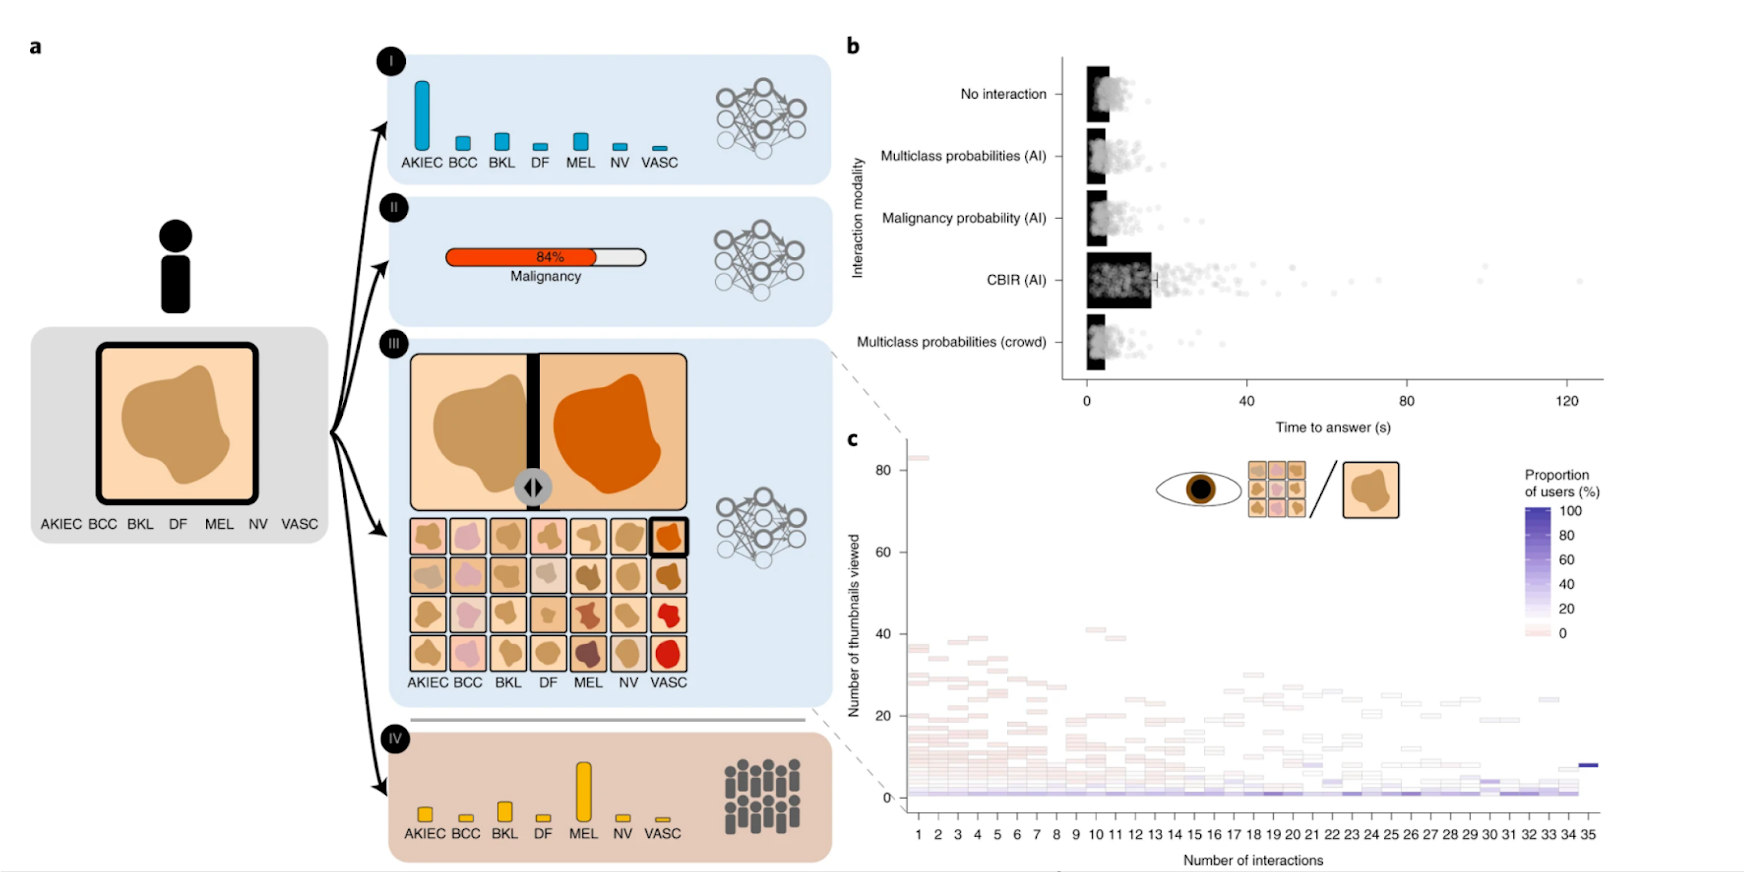 a
I
AKIEC BCC BKL DF MEL NV VASC
II
84%
Malignancy
III
AKIEC BCC BKL DF MEL NV VASC
AKIEC BCC BKL DF MEL NV VASC
IV
AKIEC BCC BKL DF MEL NV VASC
b
Interaction modality
No interaction
Multiclass probabilities (AI)
Malignancy probability (AI)
CBIR (AI)
Multiclass probabilities (crowd)
0 40 80 120
Time to answer (s)
c
Number of thumbnails viewed
80
60
40
20
0
Proportion
of users (%)
100
80
60
40
20
0
1 2 3 4 5 6 7 8 9 10 11 12 13 14 15 16 17 18 19 20 21 22 23 24 25 26 27 28 29 30 31 32 33 34 35
Number of interactions